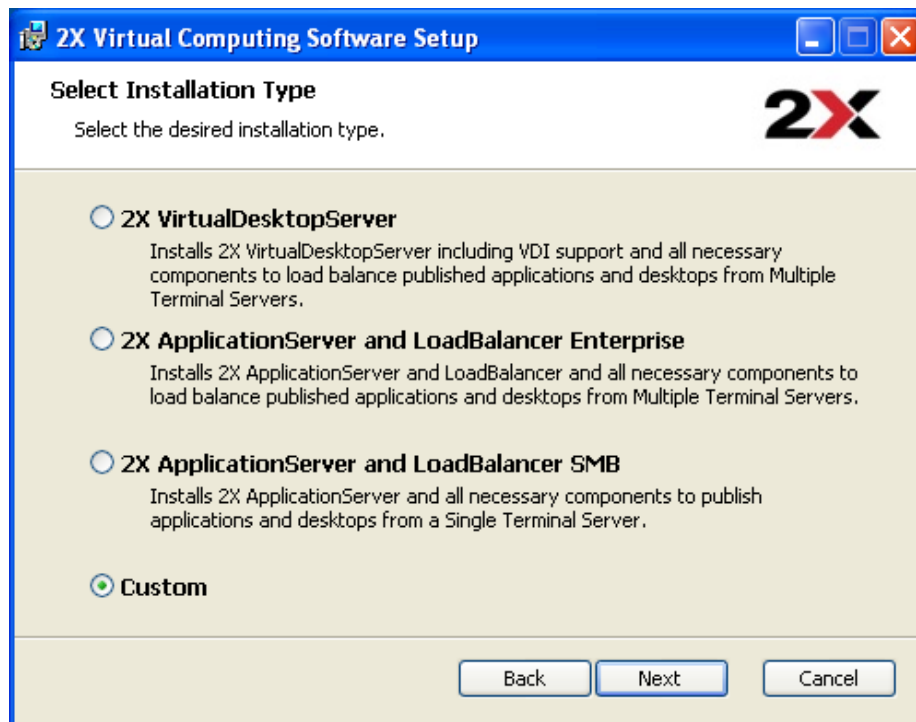 2X Virtual Computing Software Setup
Select Installation Type
Select the desired installation type.
2X
2X VirtualDesktopServer
Installs 2X VirtualDesktopServer including VDI support and all necessary
components to load balance published applications and desktops from Multiple
Terminal Servers.
2X ApplicationServer and LoadBalancer Enterprise
Installs 2X ApplicationServer and LoadBalancer and all necessary components to
load balance published applications and desktops from Multiple Terminal Servers.
2X ApplicationServer and LoadBalancer SMB
Installs 2X ApplicationServer and all necessary components to publish
applications and desktops from a Single Terminal Server.
Custom
Back Next Cancel